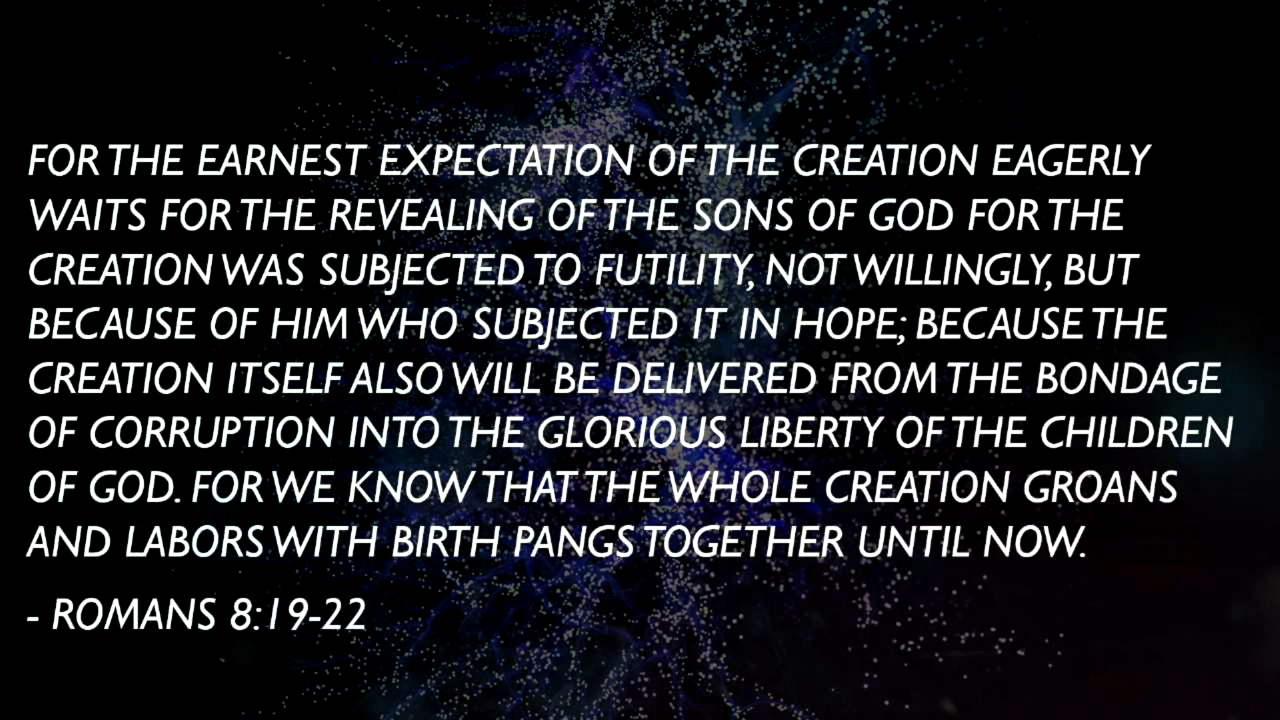 FOR THE EARNEST EXPECTATION OF THE CREATION EAGERLY
WAITS FOR THE REVEALING OF THE SONS OF GOD FOR THE
CREATION WAS SUBJECTED TO FUTILITY, NOT WILLINGLY, BUT
BECAUSE OF HIM WHO SUBJECTED IT IN HOPE; BECAUSE THE
CREATION ITSELF ALSO WILL BE DELIVERED FROM THE BONDAGE
OF CORRUPTION INTO THE GLORIOUS LIBERTY OF THE CHILDREN
OF GOD. FOR WE KNOW THAT THE WHOLE CREATION GROANS
AND LABORS WITH BIRTH PANGS TOGETHER UNTIL NOW.
- ROMANS 8:19-22